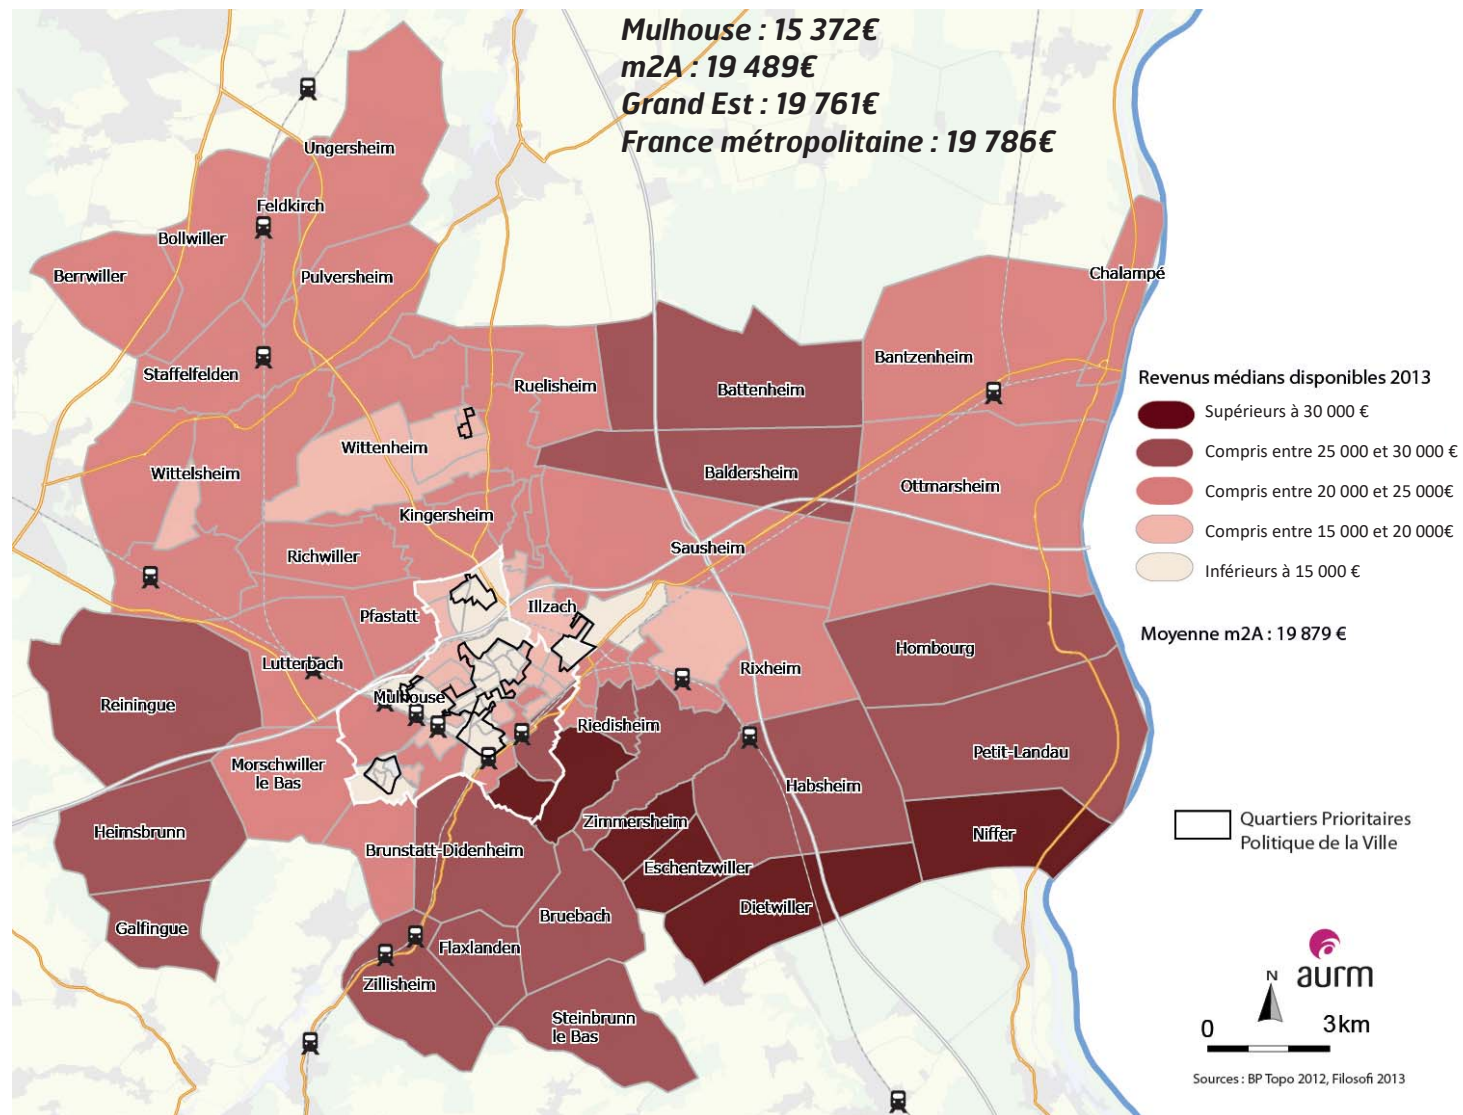 Mulhouse : 15 372€
m2A : 19 489€
Grand Est : 19 761€
France métropolitaine : 19 786€
Ungersheim
Feldkirch
Bollwiller
Berrwiller
Pulversheim
Chalampé
Staffelfelden
Ruelisheim
Battenheim
Bantzenheim
Wittenheim
Wittelsheim
Baldersheim
Ottmarsheim
Kingersheim
Richwiller
Sausheim
Pfastatt
Illzach
Lutterbach
Rixheim
Hombourg
Reiningue
Mulhouse
Riedisheim
Petit-Landau
Morschwiller
le Bas
Habsheim
Heimsbrunn
Zimmersheim
Niffer
Brunstatt-Didenheim
Eschentzwiller
Dietwiller
Galfingue
Bruebach
Flaxlanden
Zillisheim
Steinbrunn
le Bas
Revenus médians disponibles 2013
Supérieurs à 30 000 €
Compris entre 25 000 et 30 000 €
Compris entre 20 000 et 25 000€
Compris entre 15 000 et 20 000€
Inférieurs à 15 000 €
Moyenne m2A : 19 879 €
Quartiers Prioritaires
Politique de la Ville
aurm
N
0 3km
Sources : BP Topo 2012, Filosofi 2013